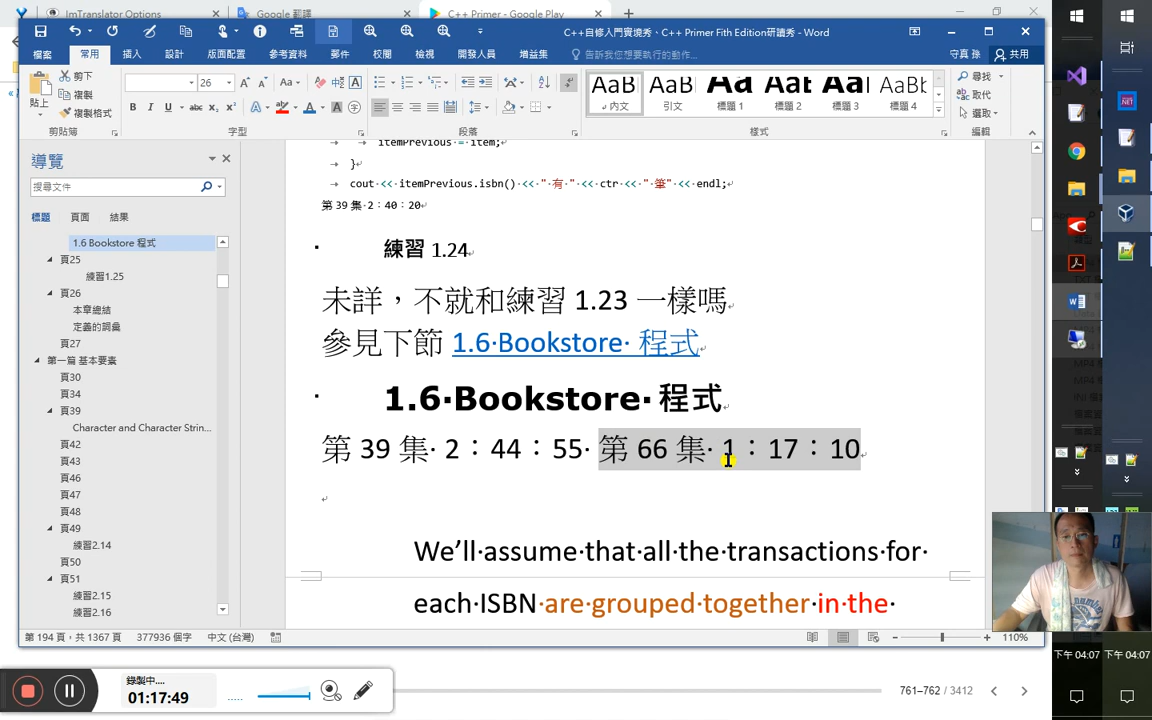 ImTranslator Options
Google 翻譯
C++ Primer - Google Play
C++自修入門實境秀、C++ Primer Fifth Edition研讀秀 - Word
檔案
常用
插入
設計
版面配置
參考資料
郵件
校閱
檢視
開發人員
增益集
告訴我您想要執行的動作...
守真 孫
共用
貼上
剪下
複製
複製格式
剪貼簿
26
字型
段落
AaB
內文
AaB
引文
AaB
標題 1
Aat
標題 2
Aal
標題 3
AaBt
標題 4
樣式
尋找
取代
選取
編輯
導覽
搜尋文件
標題
頁面
結果
1.6 Bookstore 程式
頁25
練習1.25
頁26
本章總結
定義的詞彙
頁27
第一篇 基本要素
頁30
頁34
頁39
Character and Character Strin...
頁42
頁43
頁46
頁47
頁48
頁49
練習2.14
頁50
頁51
練習2.15
練習2.16
itemPrevious = item;
}
cout << itemPrevious.isbn() << " 有 " << ctr << " 筆" << endl;
第 39 集 2：40：20
練習 1.24
未詳，不就和練習 1.23 一樣嗎
參見下節 1.6 Bookstore 程式
1.6 Bookstore 程式
第 39 集 2：44：55 第 66 集 1：17：10
We’ll assume that all the transactions for
each ISBN are grouped together in the
第 194 頁，共 1367 頁
377936 個字
中文 (台灣)
110%
錄製中....
01:17:49
761–762 / 3412
下午 04:07
下午 04:07